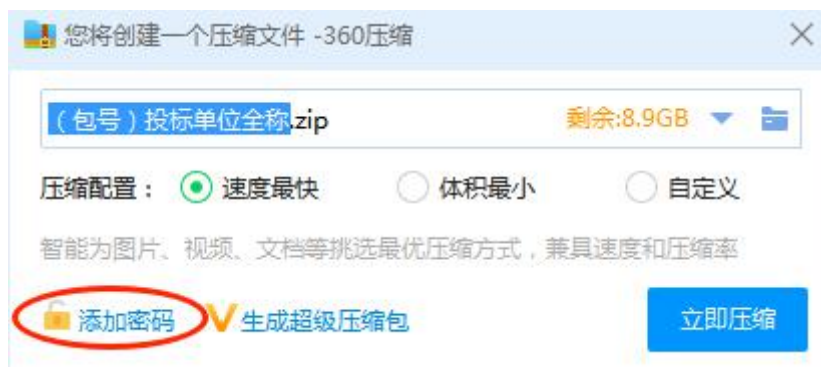 您将创建一个压缩文件 -360压缩
（包号）投标单位全称.zip 剩余:8.9GB
压缩配置： 速度最快 体积最小 自定义
智能为图片、视频、文档等挑选最优压缩方式，兼具速度和压缩率
添加密码 生成超级压缩包 立即压缩